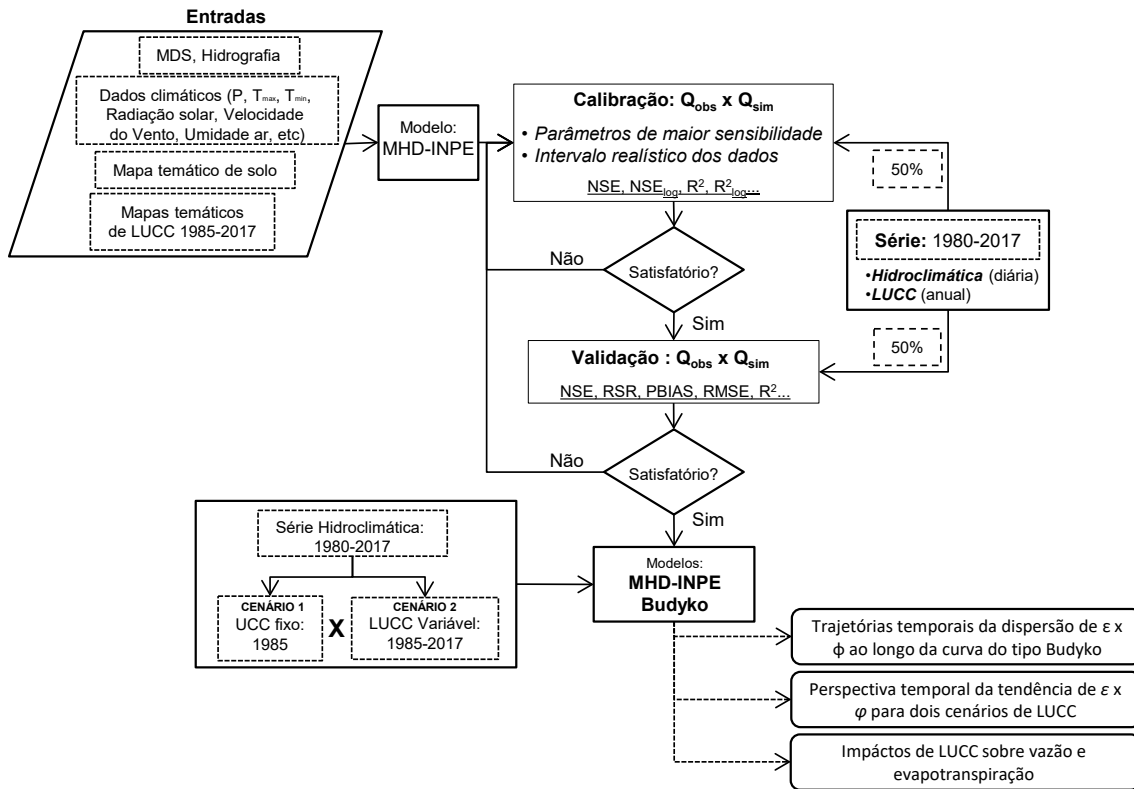 Entradas
MDS, Hidrografia
Dados climáticos (P, Tmax, Tmin,
Radiação solar, Velocidade
do Vento, Umidade ar, etc)
Mapa temático de solo
Mapas temáticos
de LUCC 1985-2017
Modelo:
MHD-INPE
Calibração: Qobs x Qsim
• Parâmetros de maior sensibilidade
• Intervalo realístico dos dados
NSE, NSElog, R², R²log...
50%
Série: 1980-2017
•Hidroclimática (diária)
•LUCC (anual)
50%
Não
Satisfatório?
Sim
Validação : Qobs x Qsim
NSE, RSR, PBIAS, RMSE, R²...
Não
Satisfatório?
Sim
Série Hidroclimática:
1980-2017
CENÁRIO 1
UCC fixo:
1985
X
CENÁRIO 2
LUCC Variável:
1985-2017
Modelos:
MHD-INPE
Budyko
Trajetórias temporais da dispersão de ε x
ϕ ao longo da curva do tipo Budyko
Perspectiva temporal da tendência de ε x
φ para dois cenários de LUCC
Impáctos de LUCC sobre vazão e
evapotranspiração